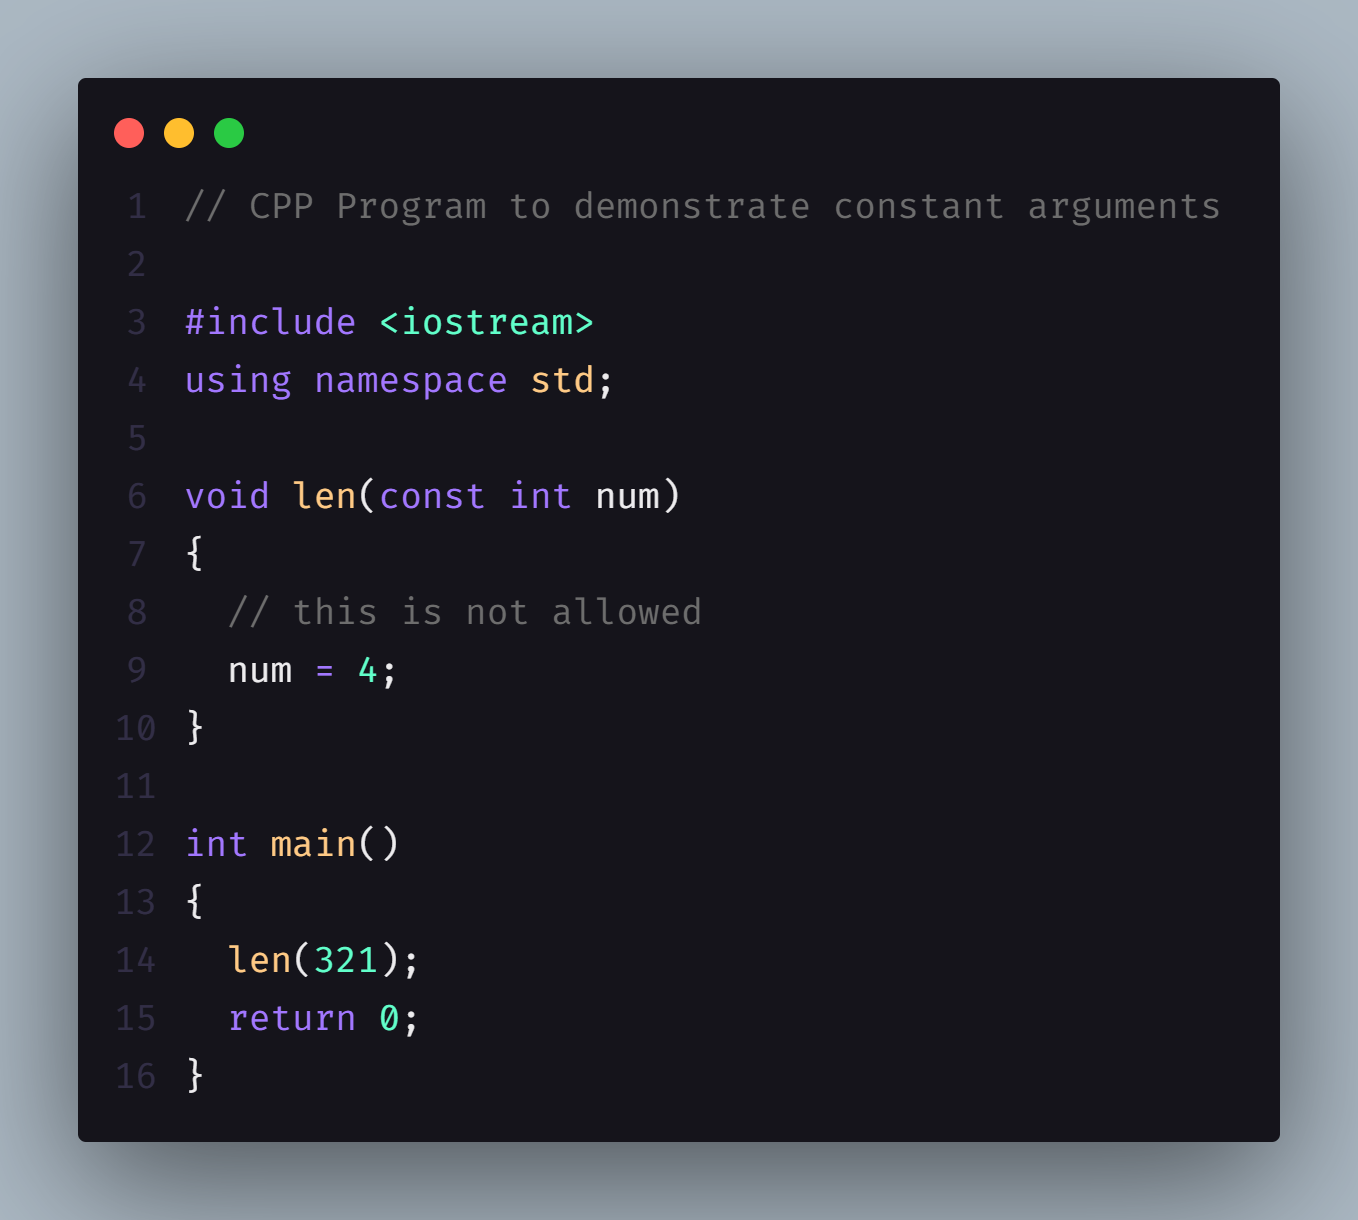 1 // CPP Program to demonstrate constant arguments
2
3 #include <iostream>
4 using namespace std;
5
6 void len(const int num)
7 {
8   // this is not allowed
9   num = 4;
10 }
11
12 int main()
13 {
14   len(321);
15   return 0;
16 }